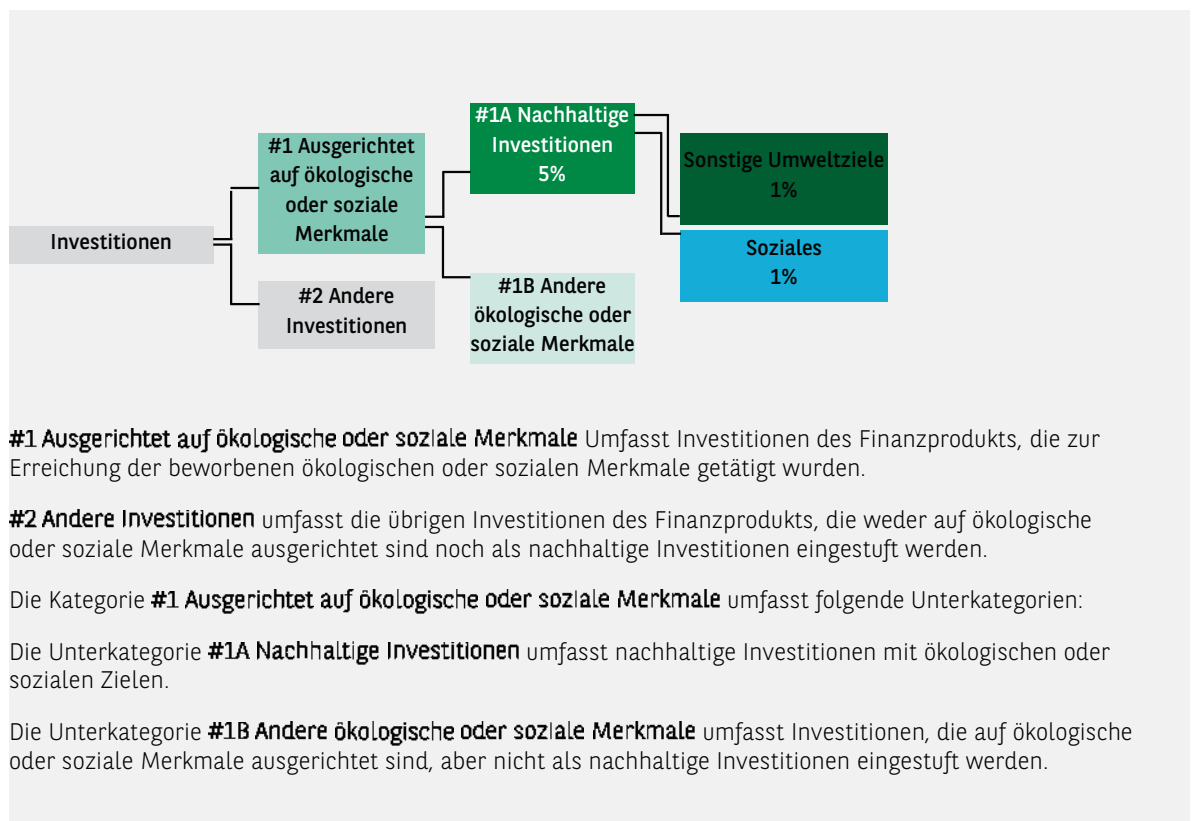 #1A Nachhaltige
Investitionen
5%
#1 Ausgerichtet
auf ökologische
oder soziale
Merkmale
Sonstige Umweltziele
1%
Investitionen
Soziales
1%
#2 Andere
Investitionen
#1B Andere
ökologische oder
soziale Merkmale
#1 Ausgerichtet auf ökologische oder soziale Merkmale Umfasst Investitionen des Finanzprodukts, die zur
Erreichung der beworbenen ökologischen oder sozialen Merkmale getätigt wurden.
#2 Andere Investitionen umfasst die übrigen Investitionen des Finanzprodukts, die weder auf ökologische
oder soziale Merkmale ausgerichtet sind noch als nachhaltige Investitionen eingestuft werden.
Die Kategorie #1 Ausgerichtet auf ökologische oder soziale Merkmale umfasst folgende Unterkategorien:
Die Unterkategorie #1A Nachhaltige Investitionen umfasst nachhaltige Investitionen mit ökologischen oder
sozialen Zielen.
Die Unterkategorie #1B Andere ökologische oder soziale Merkmale umfasst Investitionen, die auf ökologische
oder soziale Merkmale ausgerichtet sind, aber nicht als nachhaltige Investitionen eingestuft werden.